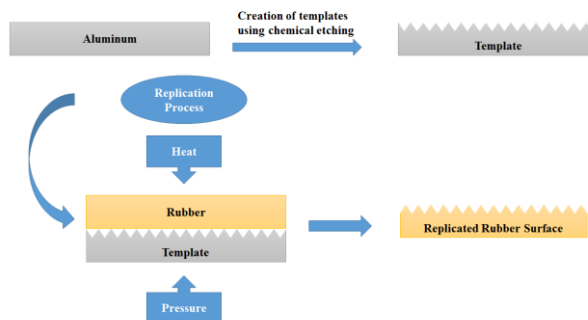 Creation of templates
using chemical etching
Aluminum
Template
Replication
Process
Heat
Rubber
Template
Replicated Rubber Surface
Pressure